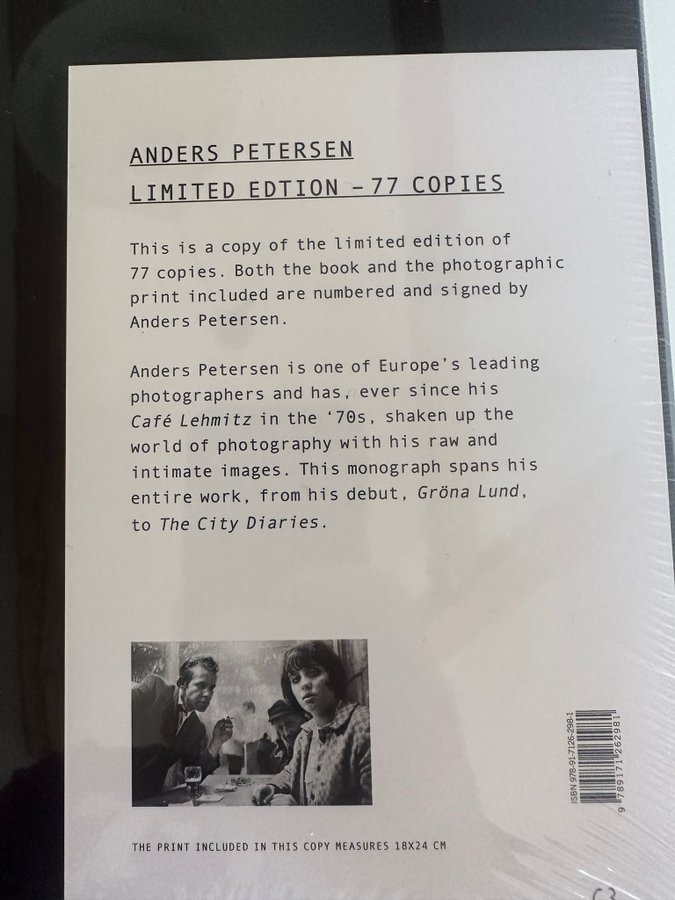 ANDERS PETERSEN
LIMITED EDTION – 77 COPIES
This is a copy of the limited edition of
77 copies. Both the book and the photographic
print included are numbered and signed by
Anders Petersen.
Anders Petersen is one of Europe’s leading
photographers and has, ever since his
Café Lehmitz in the ‘70s, shaken up the
world of photography with his raw and
intimate images. This monograph spans his
entire work, from his debut, Gröna Lund,
to The City Diaries.
ISBN 978-91-7126-298-1
9 789171 262981
THE PRINT INCLUDED IN THIS COPY MEASURES 18X24 CM